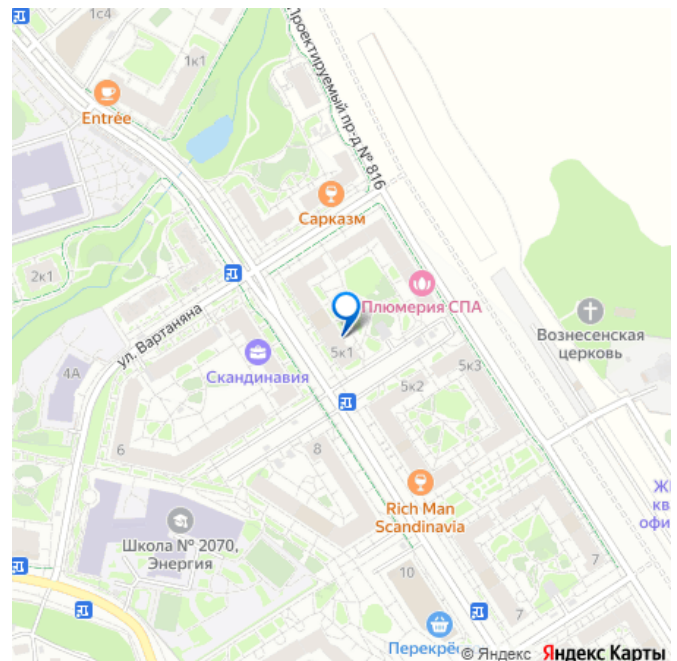 1с4
1к1
Entrée
Проектируемый пр-д № 816
Сарказм
2к1
ул. Вартаняна
Плюмерия СПА
Вознесенская
церковь
5к1
Скандинавия
4А
5к2
5к3
6
8
Rich Man
Scandinavia
Школа № 2070,
Энергия
7
7
10
Перекрё
© Яндекс Яндекс Карты